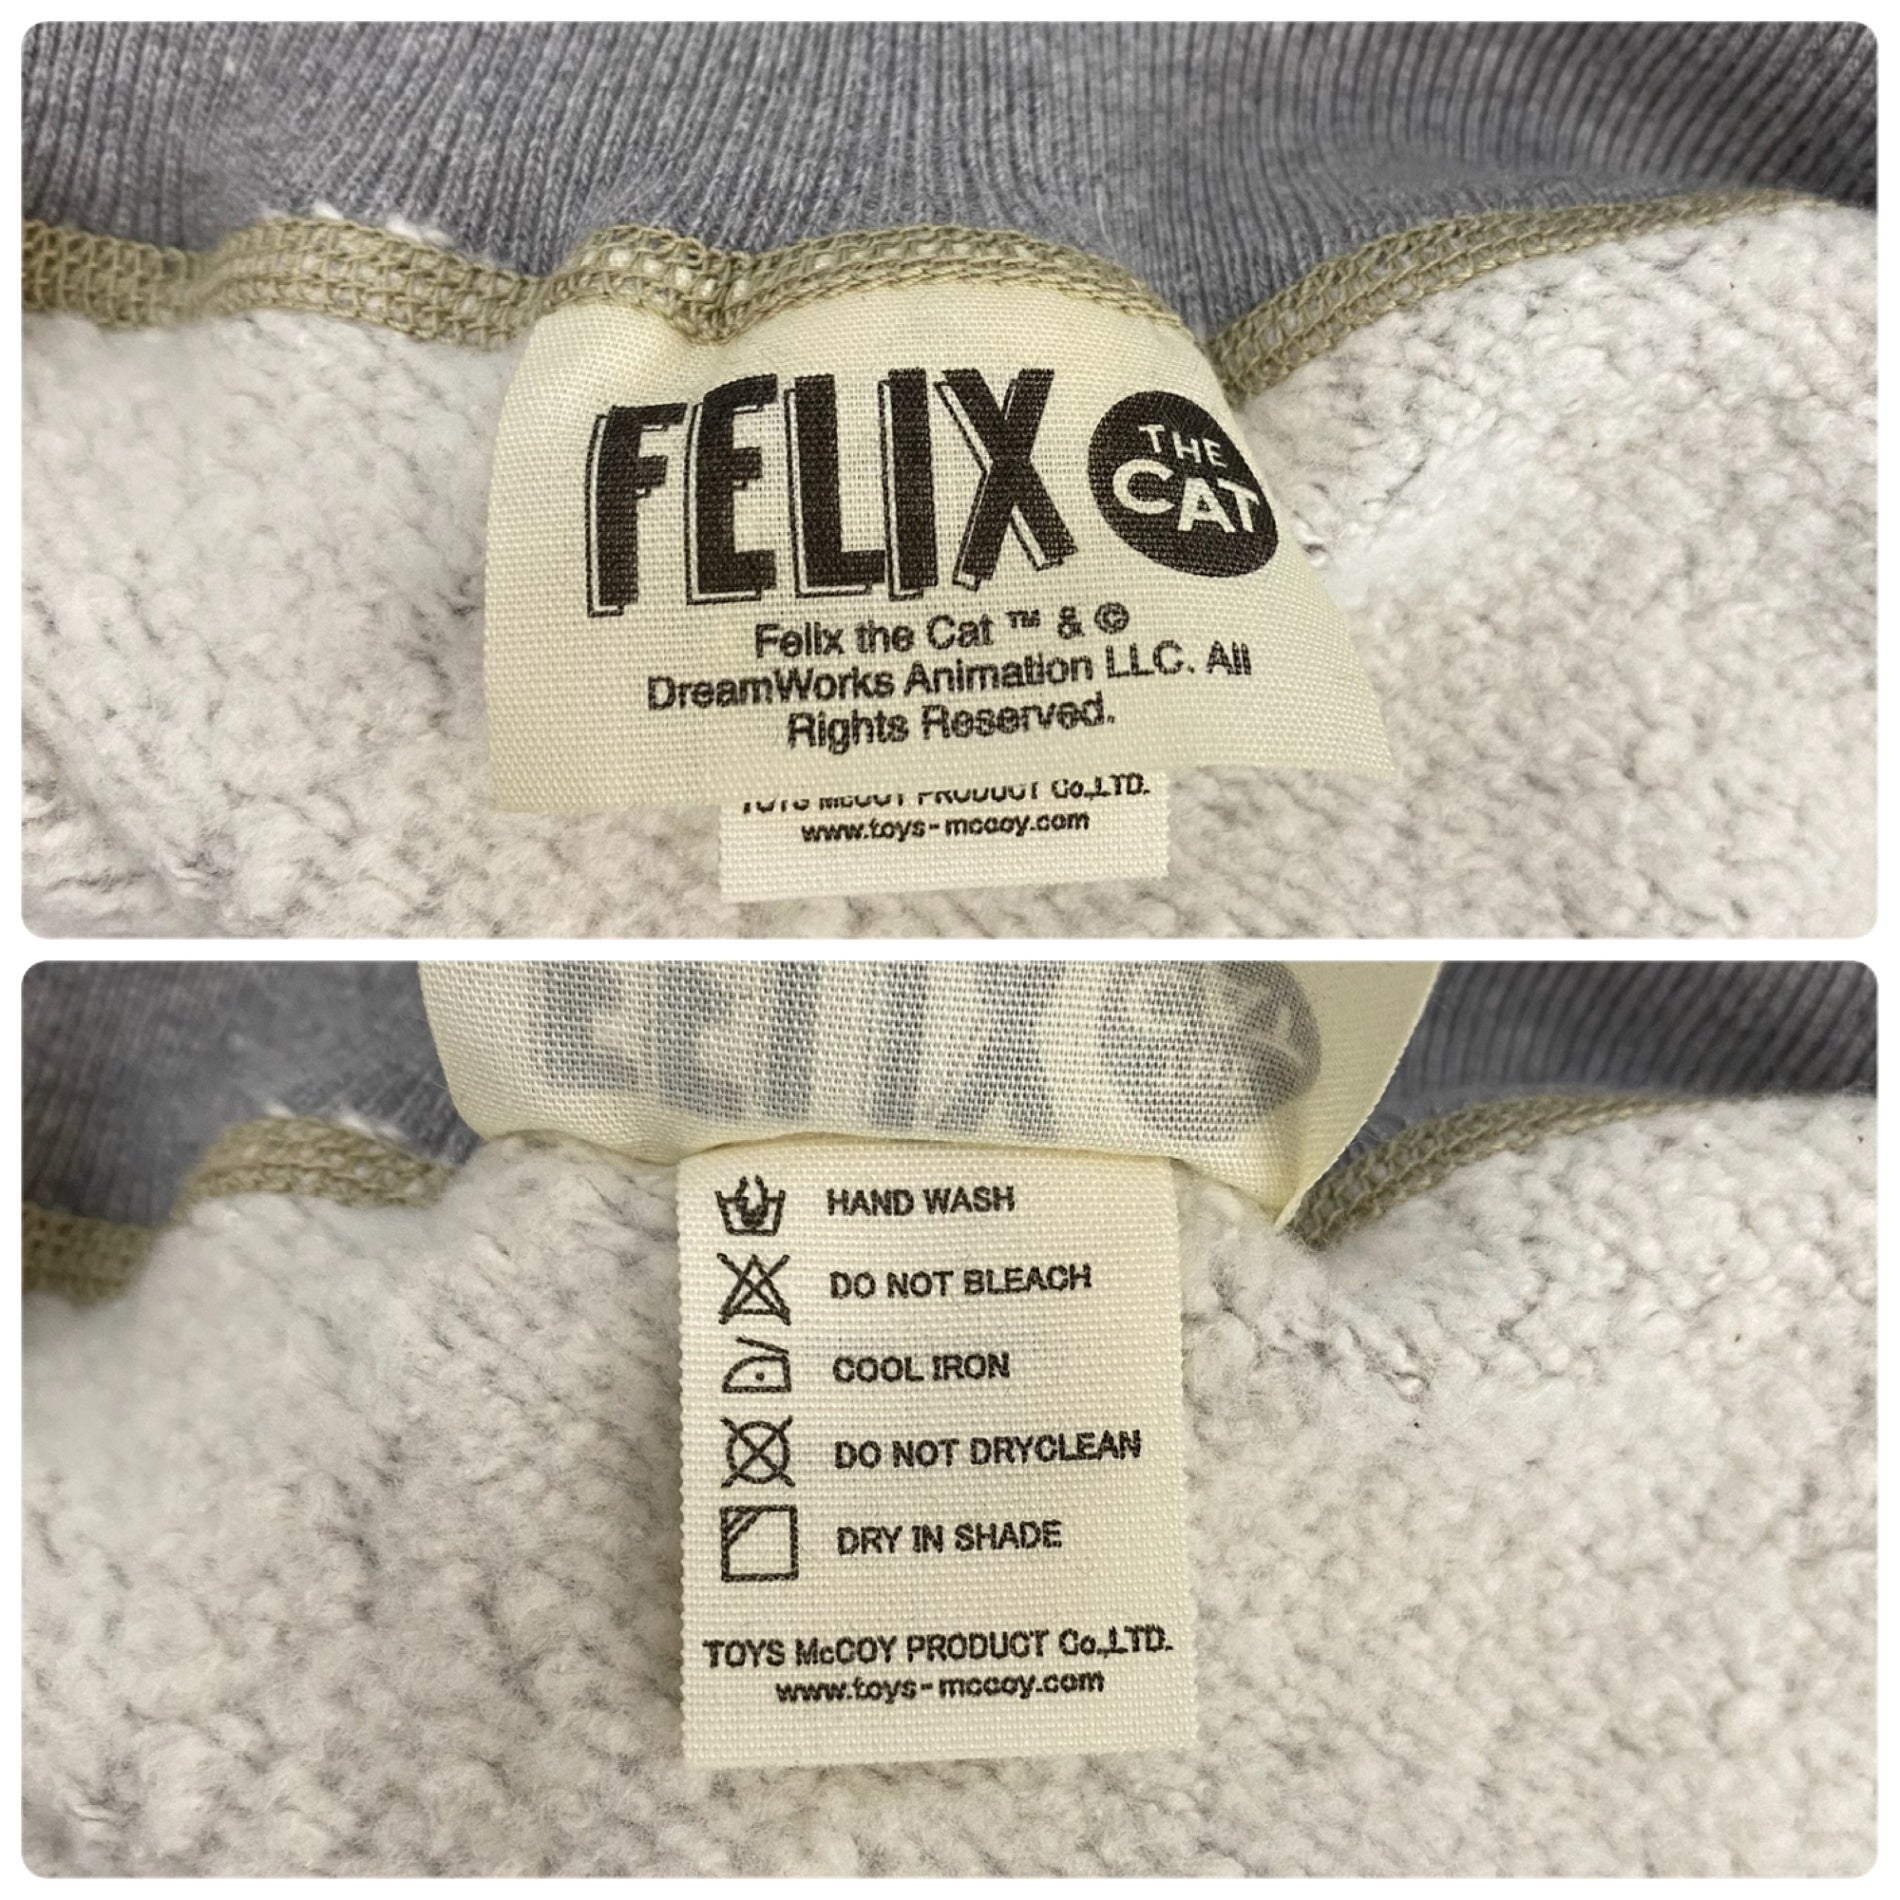 FELIX THE CAT
Felix the Cat ™ & ©
DreamWorks Animation LLC. All
Rights Reserved.
TOYS McCOY PRODUCT Co.,LTD.
www.toys-mccoy.com
FELIX
HAND WASH
DO NOT BLEACH
COOL IRON
DO NOT DRYCLEAN
DRY IN SHADE
TOYS McCOY PRODUCT Co.,LTD.
www.toys-mccoy.com